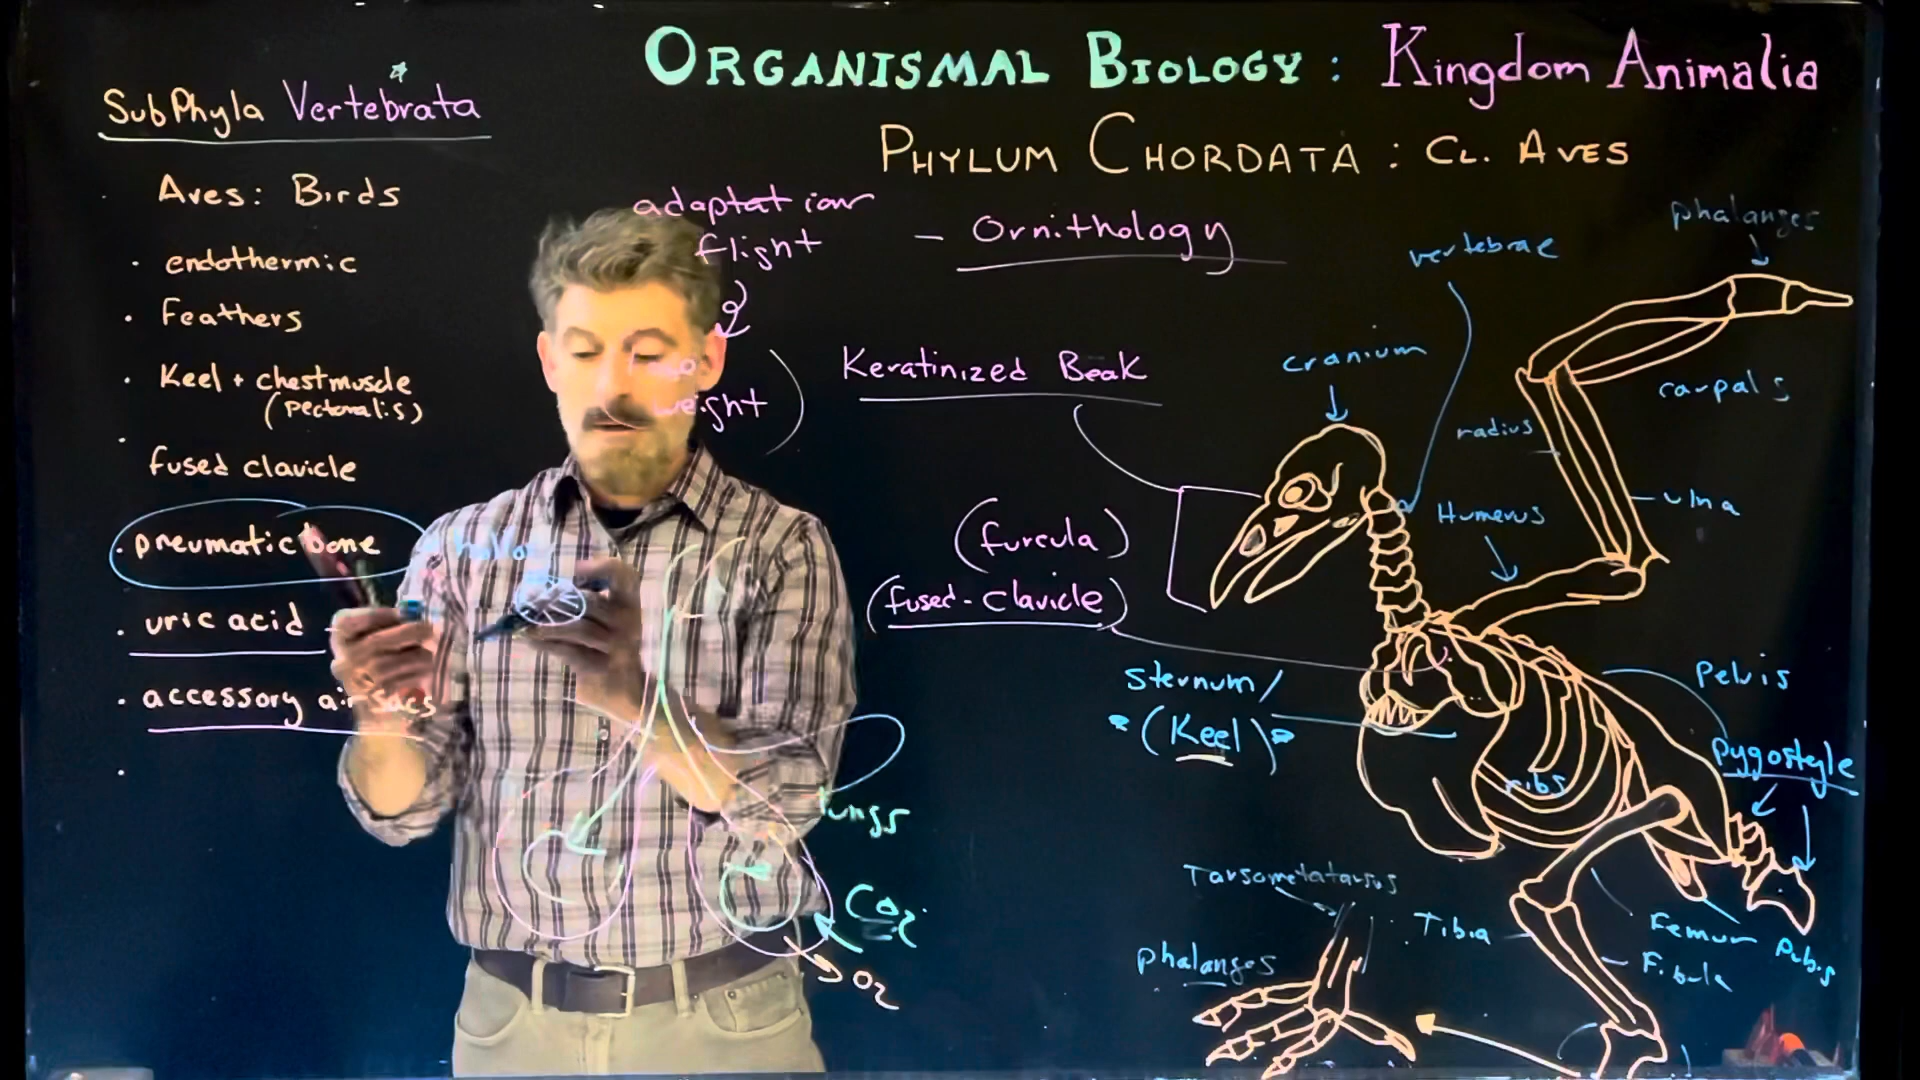 ORGANISMAL BIOLOGY : Kingdom Animalia
PHYLUM CHORDATA : CL. AVES
SubPhyla Vertebrata
Aves: Birds
• endothermic
• Feathers
• Keel + chestmuscle
(pectoralis)
fused clavicle
• pneumatic bone
• uric acid
• accessory air sacs
adaptation
flight
weight
– Ornithology
Keratinized Beak
(furcula)
(fused-clavicle)
sternum/
(Keel)
lungs
CO2
O2
phalanges
vertebrae
cranium
carpals
radius
ulna
Humerus
Pelvis
pygostyle
ribs
Tarsometatarsus
Tibia
Femur
Pubis
Fibula
phalanges